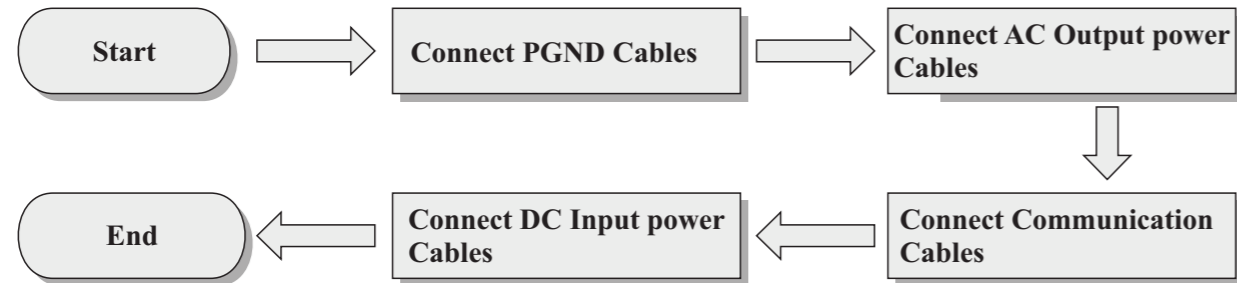 Start
Connect PGND Cables
Connect AC Output power
Cables
Connect Communication
Cables
Connect DC Input power
Cables
End